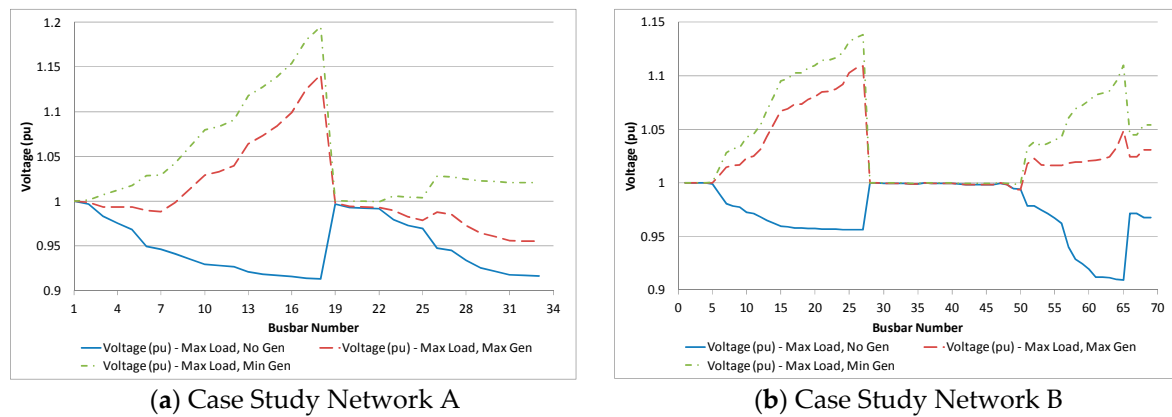 1.2
1.15
1.1
1.05
1
0.95
0.9
Voltage (pu)
1 4 7 10 13 16 19 22 25 28 31 34
Busbar Number
Voltage (pu) - Max Load, No Gen
Voltage (pu) - Max Load, Max Gen
Voltage (pu) - Max Load, Min Gen
(a) Case Study Network A
1.15
1.1
1.05
1
0.95
0.9
Voltage (pu)
0 5 10 15 20 25 30 35 40 45 50 55 60 65 70
Busbar Number
Voltage (pu) - Max Load, No Gen
Voltage (pu) - Max Load, Max Gen
Voltage (pu) - Max Load, Min Gen
(b) Case Study Network B